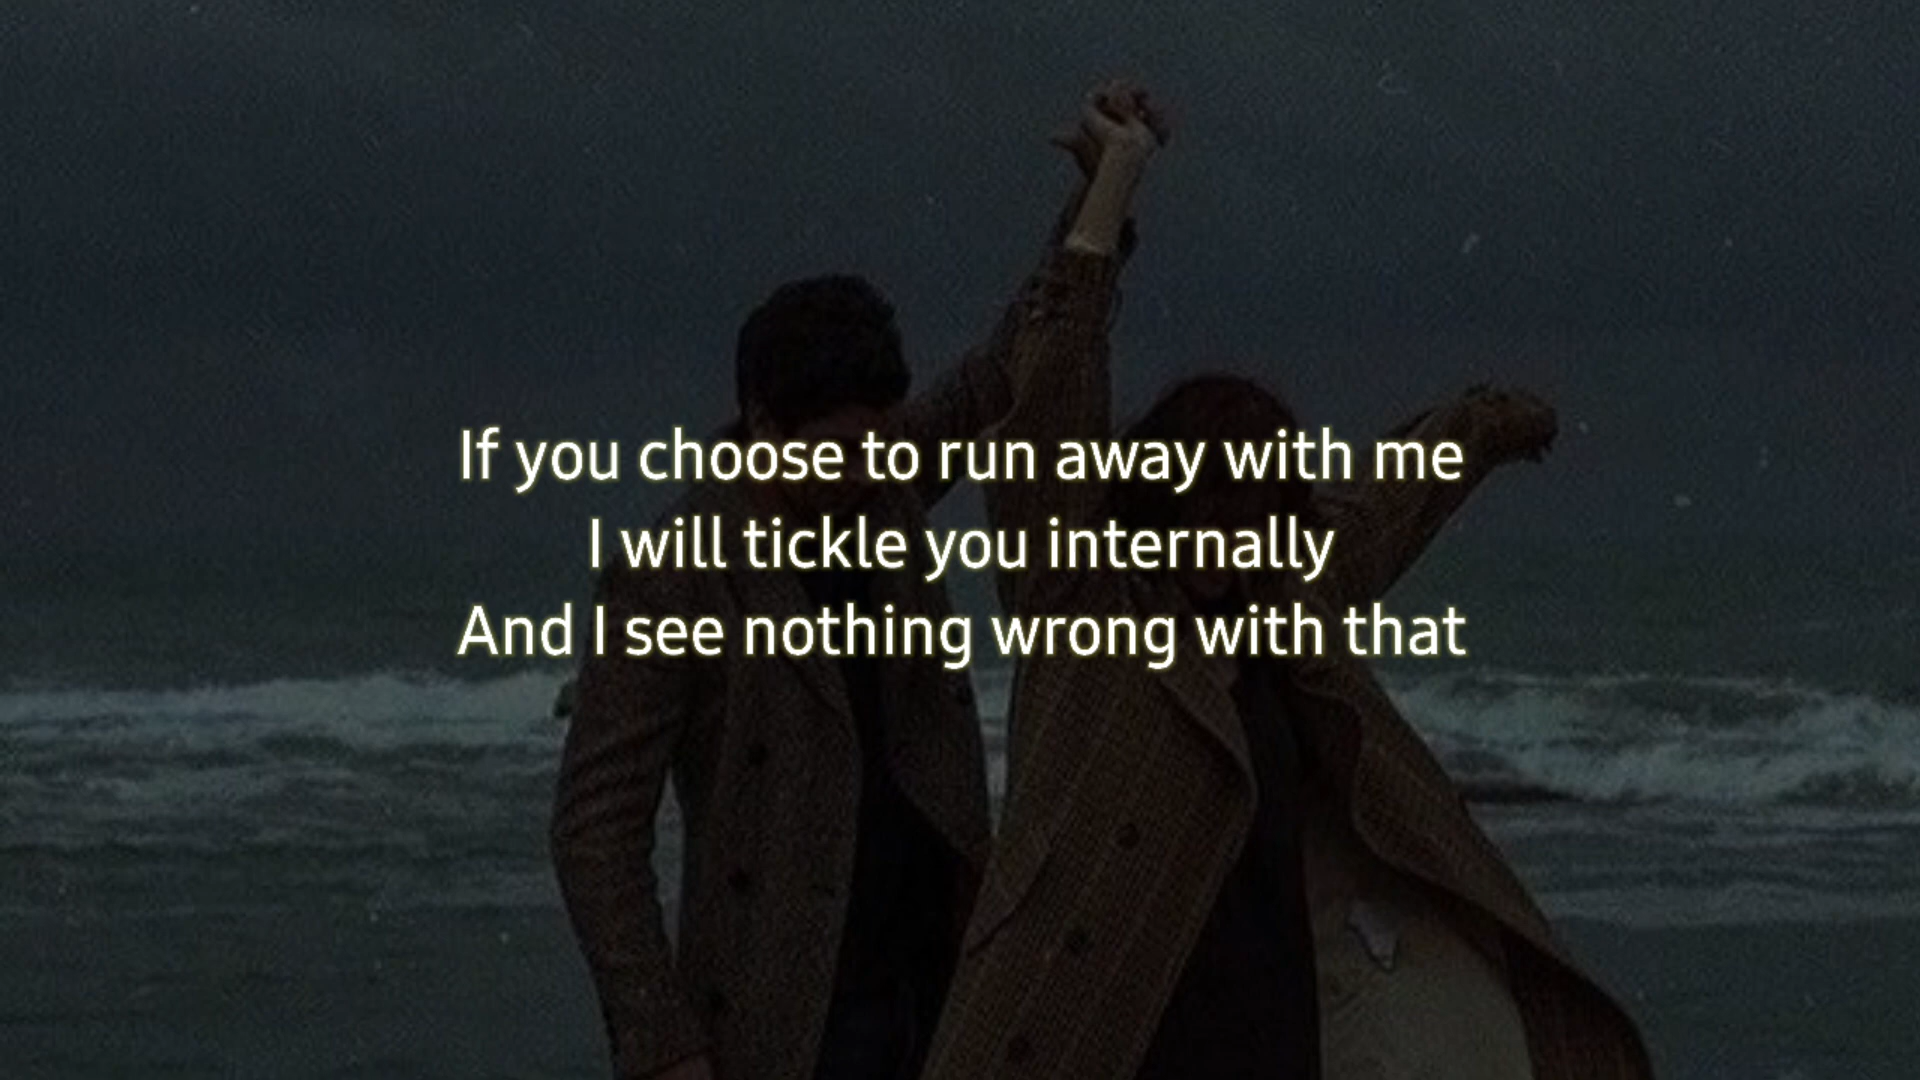 If you choose to run away with me
I will tickle you internally
And I see nothing wrong with that